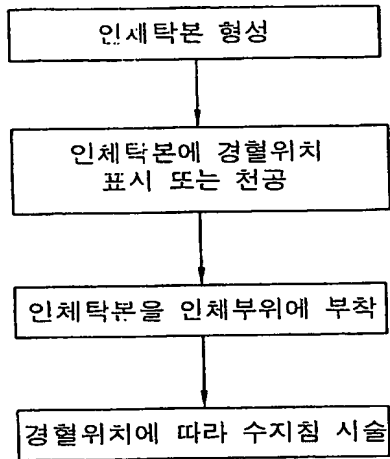 인체탁본 형성
인체탁본에 경혈위치
표시 또는 천공
인체탁본을 인체부위에 부착
경혈위치에 따라 수지침 시술